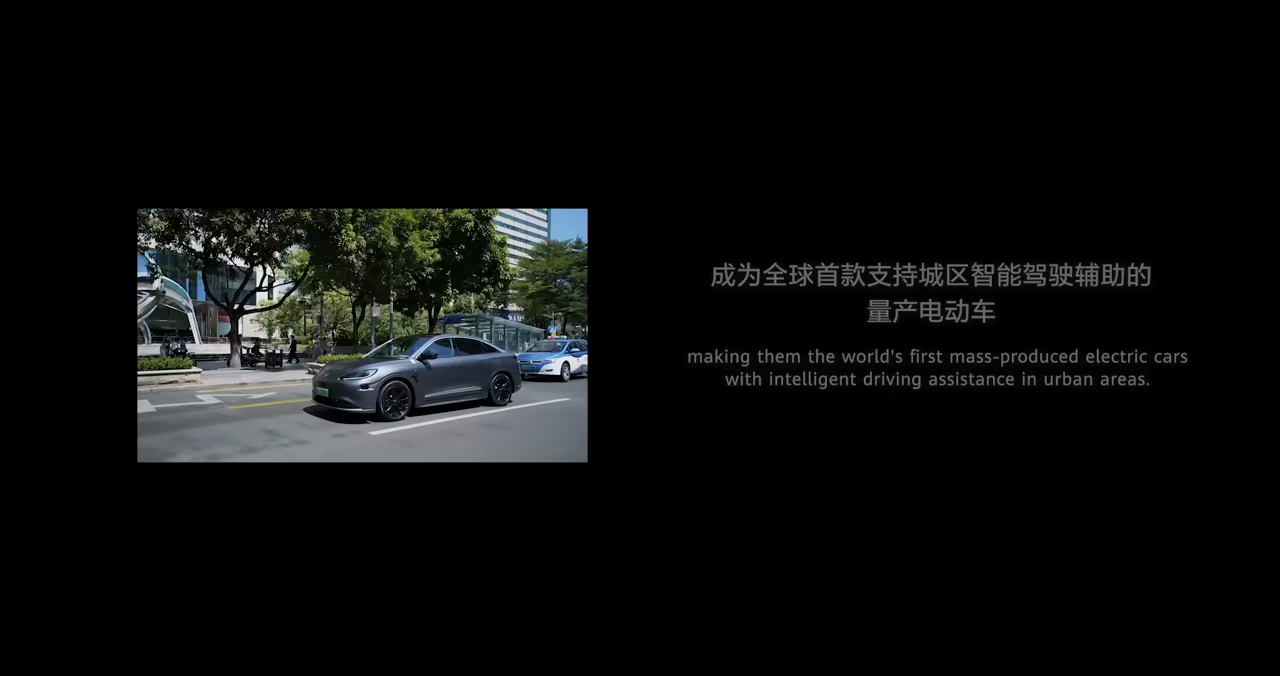 成为全球首款支持城区智能驾驶辅助的
量产电动车
making them the world's first mass-produced electric cars
with intelligent driving assistance in urban areas.